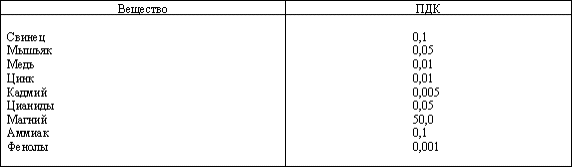 Вещество ПДК
Свинец 0,1
Мышьяк 0,05
Медь 0,01
Цинк 0,01
Кадмий 0,005
Цианиды 0,05
Магний 50,0
Аммиак 0,1
Фенолы 0,001